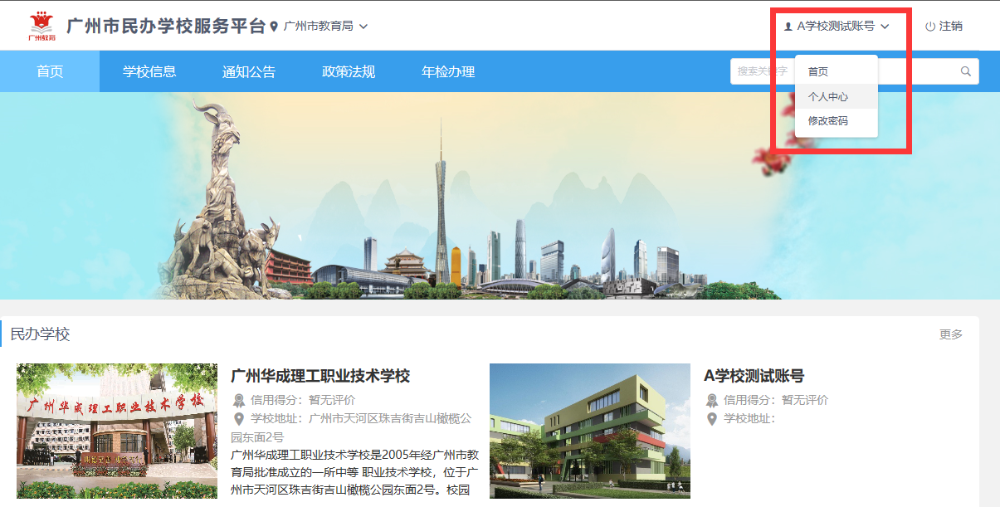 广州教育
广州市民办学校服务平台 广州市教育局
A学校测试账号 注销
首页 学校信息 通知公告 政策法规 年检办理
搜索关键字
首页
个人中心
修改密码
民办学校 更多
广州华成理工职业技术学校
广州华成理工职业技术学校
信用得分：暂无评价
学校地址：广州市天河区珠吉街吉山橄榄公
园东面2号
广州华成理工职业技术学校是2005年经广州市教
育局批准成立的一所中等 职业技术学校，位于广
州市天河区珠吉街吉山橄榄公园东面2号。校园
A学校测试账号
信用得分：暂无评价
学校地址：